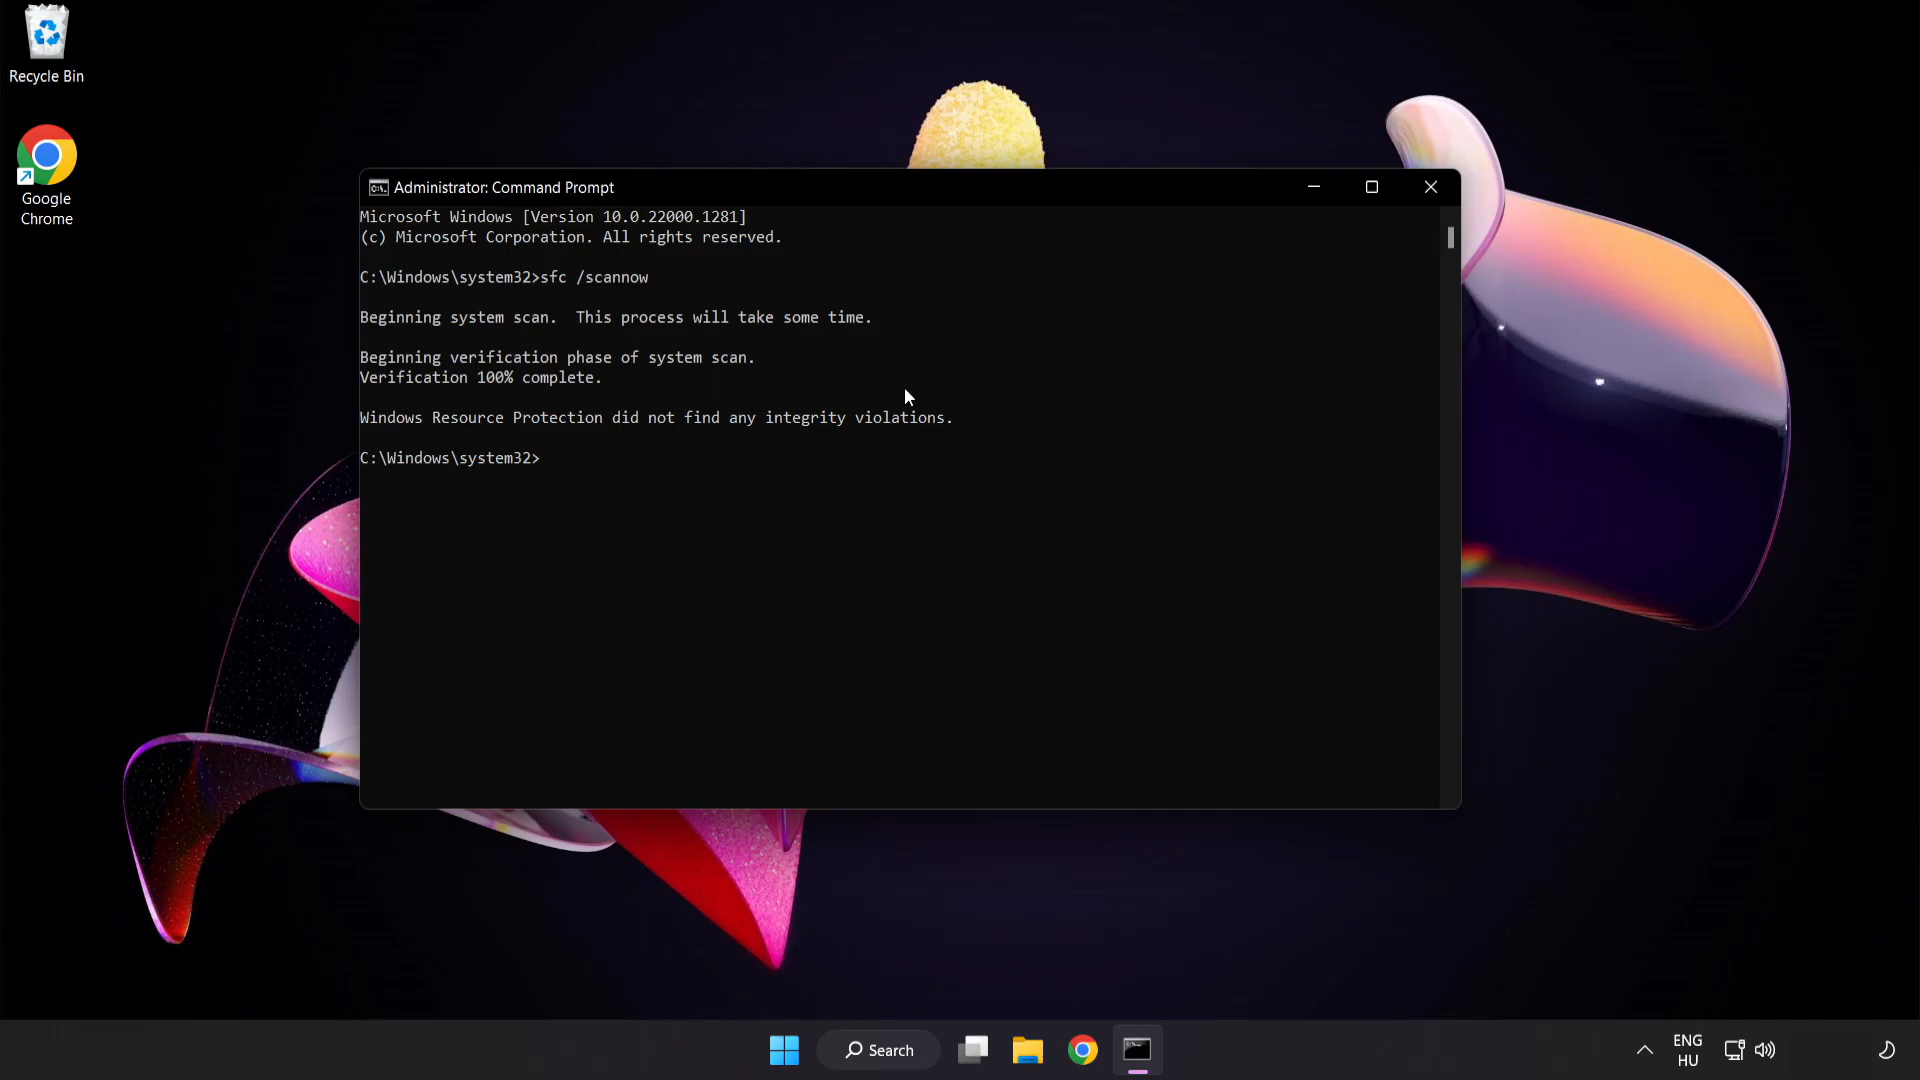 Recycle Bin
Google
Chrome
Administrator: Command Prompt
Microsoft Windows [Version 10.0.22000.1281]
(c) Microsoft Corporation. All rights reserved.
C:\Windows\system32>sfc /scannow
Beginning system scan.  This process will take some time.
Beginning verification phase of system scan.
Verification 100% complete.
Windows Resource Protection did not find any integrity violations.
C:\Windows\system32>
Search
ENG
HU